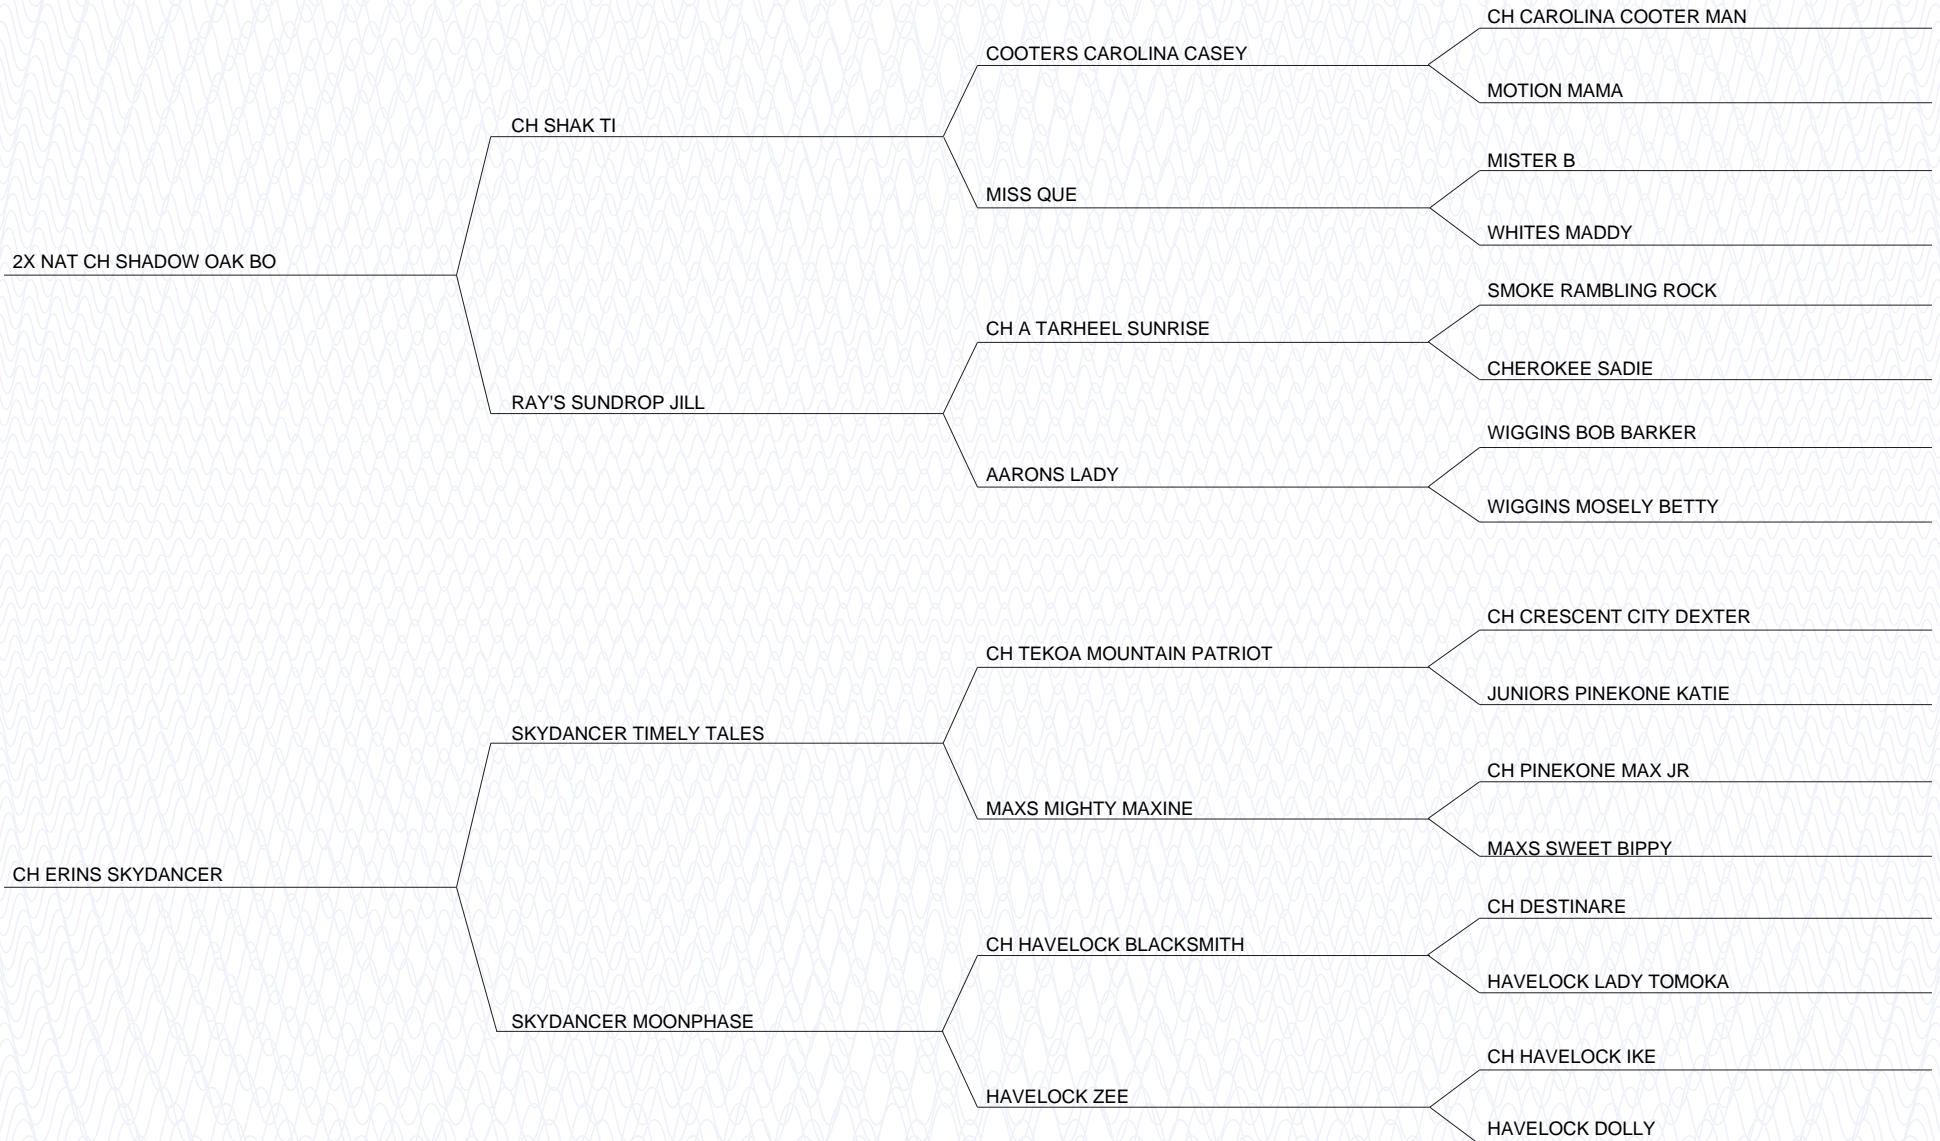 CH CAROLINA COOTER MAN
COOTERS CAROLINA CASEY
MOTION MAMA
CH SHAK TI
MISTER B
MISS QUE
WHITES MADDY
2X NAT CH SHADOW OAK BO
SMOKE RAMBLING ROCK
CH A TARHEEL SUNRISE
CHEROKEE SADIE
RAY'S SUNDROP JILL
WIGGINS BOB BARKER
AARONS LADY
WIGGINS MOSELY BETTY
CH CRESCENT CITY DEXTER
CH TEKOA MOUNTAIN PATRIOT
JUNIORS PINEKONE KATIE
SKYDANCER TIMELY TALES
CH PINEKONE MAX JR
MAXS MIGHTY MAXINE
MAXS SWEET BIPPY
CH ERINS SKYDANCER
CH DESTINARE
CH HAVELOCK BLACKSMITH
HAVELOCK LADY TOMOKA
SKYDANCER MOONPHASE
CH HAVELOCK IKE
HAVELOCK ZEE
HAVELOCK DOLLY